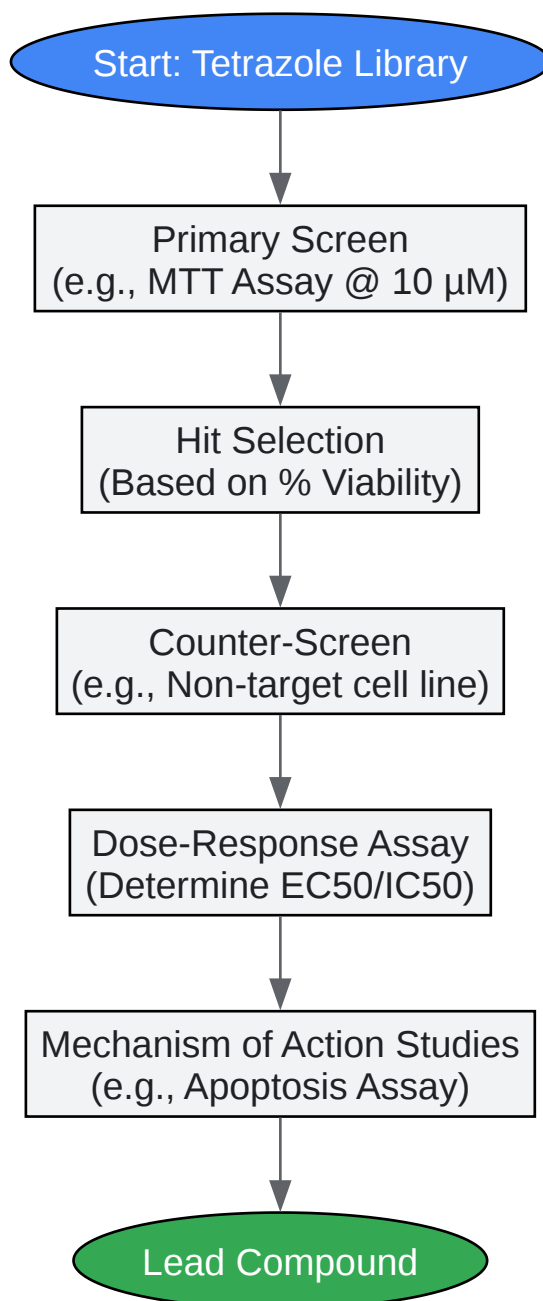 Start: Tetrazole Library
Primary Screen
(e.g., MTT Assay @ 10 µM)
Hit Selection
(Based on % Viability)
Counter-Screen
(e.g., Non-target cell line)
Dose-Response Assay
(Determine EC50/IC50)
Mechanism of Action Studies
(e.g., Apoptosis Assay)
Lead Compound